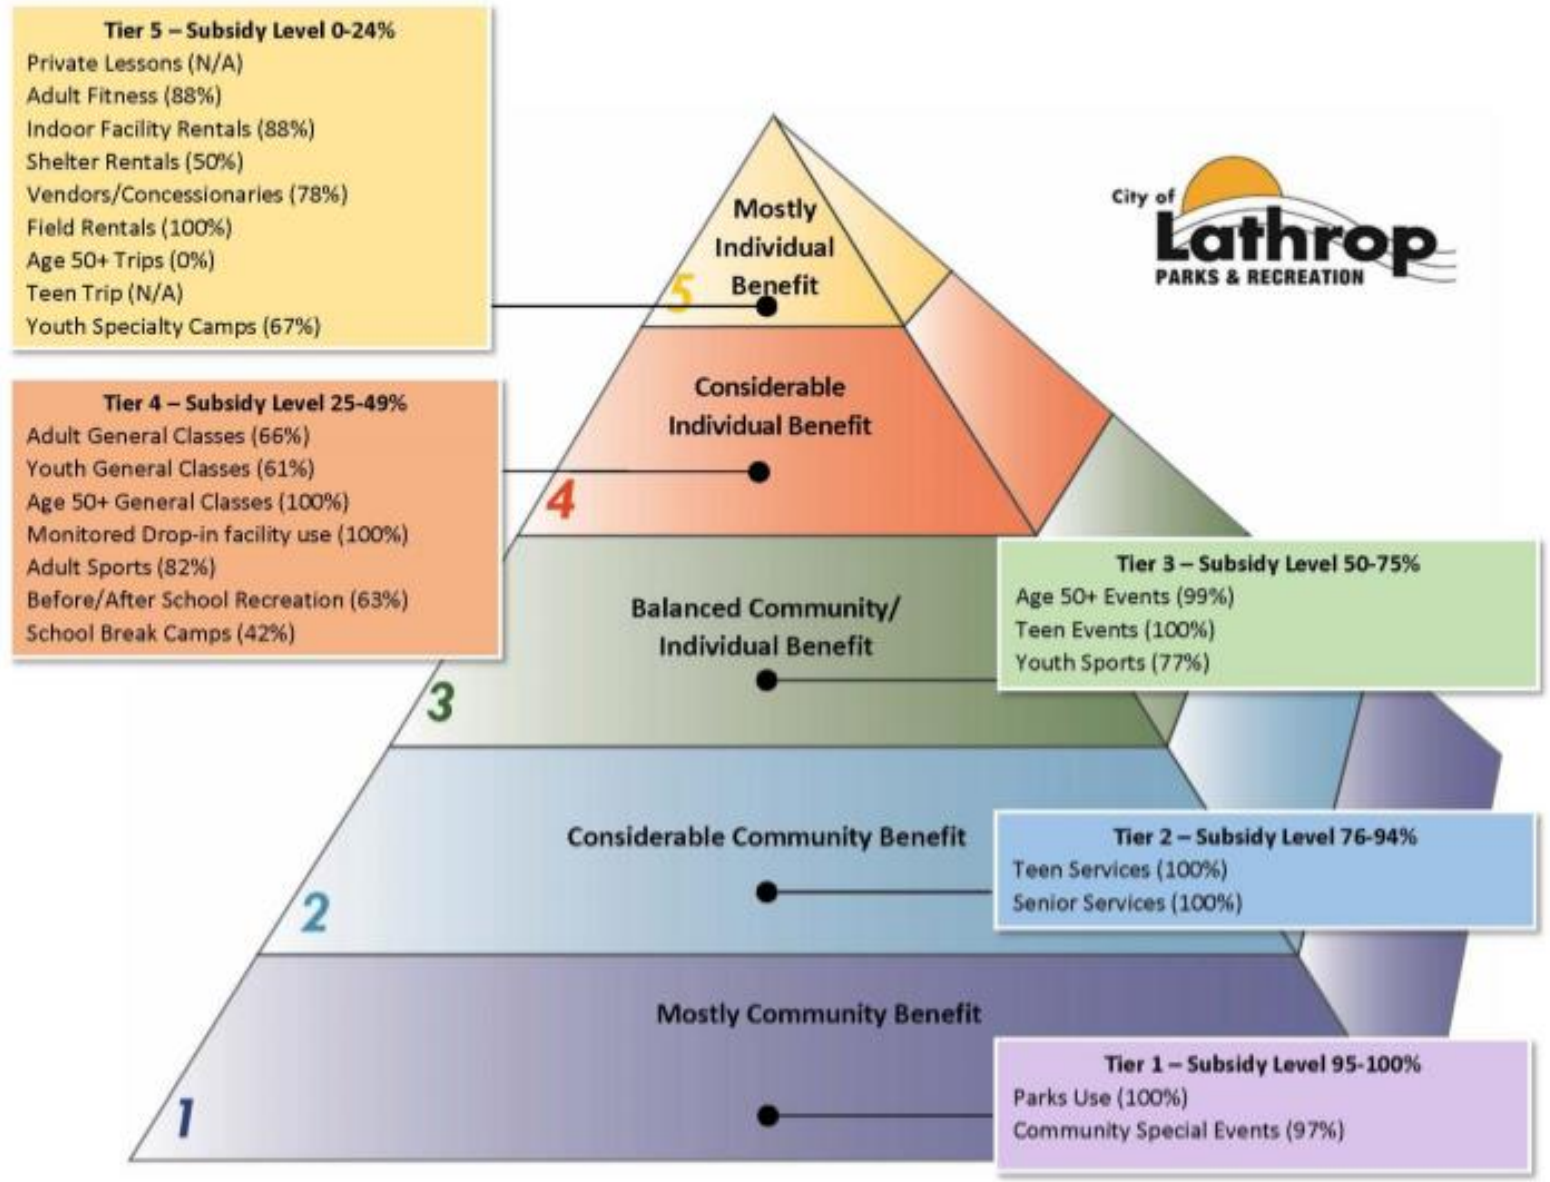 Tier 5 – Subsidy Level 0-24%
Private Lessons (N/A)
Adult Fitness (88%)
Indoor Facility Rentals (88%)
Shelter Rentals (50%)
Vendors/Concessionaries (78%)
Field Rentals (100%)
Age 50+ Trips (0%)
Teen Trip (N/A)
Youth Specialty Camps (67%)
City of
Lathrop
PARKS & RECREATION
Mostly
Individual
Benefit
5
Tier 4 – Subsidy Level 25-49%
Adult General Classes (66%)
Youth General Classes (61%)
Age 50+ General Classes (100%)
Monitored Drop-in facility use (100%)
Adult Sports (82%)
Before/After School Recreation (63%)
School Break Camps (42%)
Considerable
Individual Benefit
4
Balanced Community/
Individual Benefit
3
Tier 3 – Subsidy Level 50-75%
Age 50+ Events (99%)
Teen Events (100%)
Youth Sports (77%)
Considerable Community Benefit
2
Tier 2 – Subsidy Level 76-94%
Teen Services (100%)
Senior Services (100%)
Mostly Community Benefit
1
Tier 1 – Subsidy Level 95-100%
Parks Use (100%)
Community Special Events (97%)